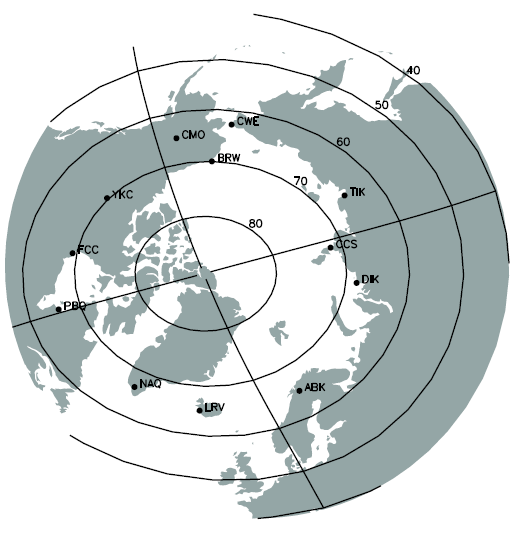 40
50
CWE
CMO
60
BRW
70
TIK
YKC
80
CCS
FCC
DIK
PBQ
NAQ
ABK
LRV